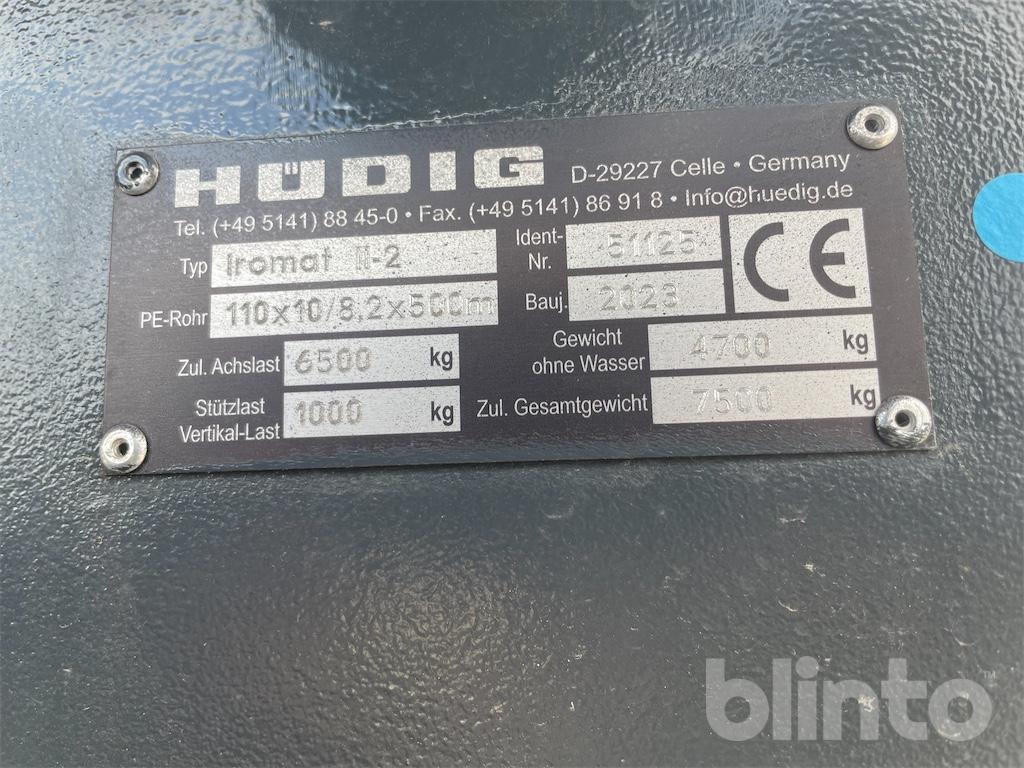 HÜDIG D-29227 Celle • Germany
Tel. (+49 5141) 88 45-0 • Fax. (+49 5141) 86 91 8 • Info@huedig.de
Typ Iromat II-2 Ident-Nr. 51125
PE-Rohr 110x10/8,2x500m Bauj. 2023
CE
Zul. Achslast 6500 kg
Gewicht
ohne Wasser 4700 kg
Stützlast
Vertikal-Last 1000 kg
Zul. Gesamtgewicht 7500 kg
blinto™